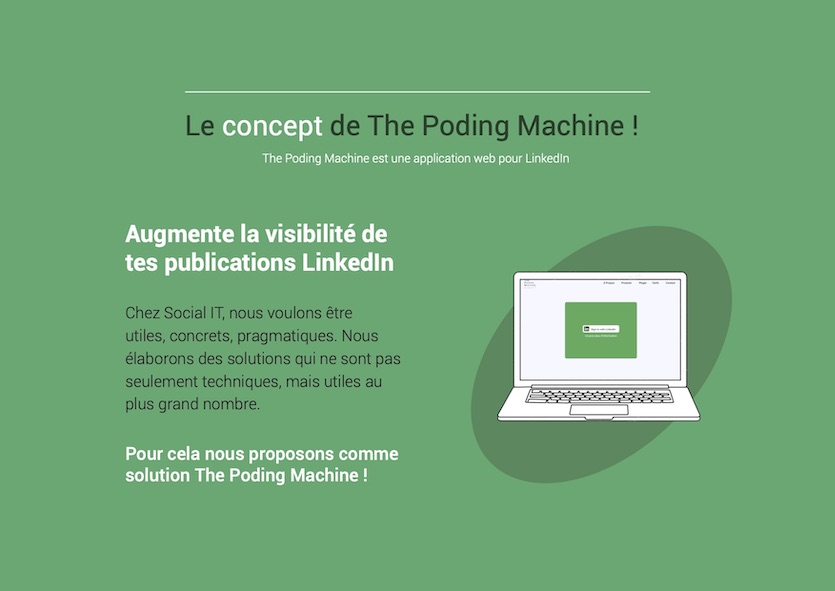 Le concept de The Poding Machine !
The Poding Machine est une application web pour LinkedIn
Augmente la visibilité de
tes publications LinkedIn
Chez Social IT, nous voulons être
utiles, concrets, pragmatiques. Nous
élaborons des solutions qui ne sont pas
seulement techniques, mais utiles au
plus grand nombre.
Pour cela nous proposons comme
solution The Poding Machine !